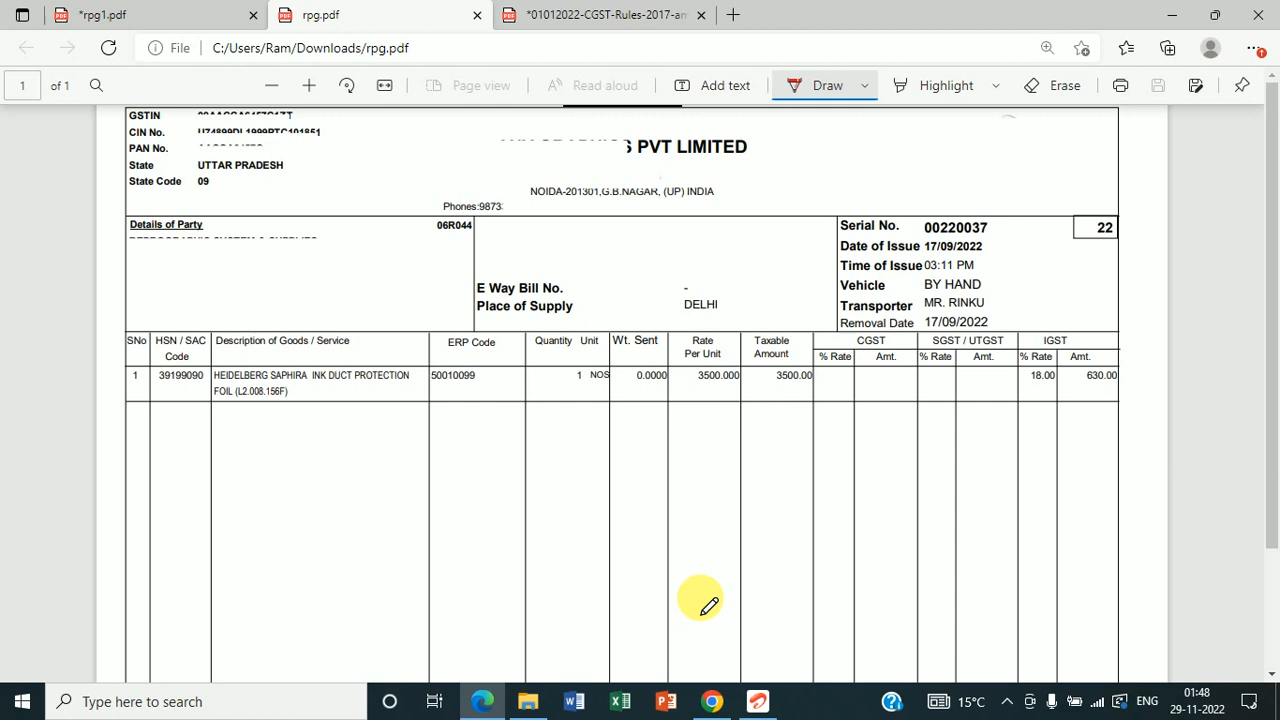 *rpg1.pdf
rpg.pdf
*01012022-CGST-Rules-2017-an
File C:/Users/Ram/Downloads/rpg.pdf
1 of 1
Page view
Read aloud
Add text
Draw
Highlight
Erase
GSTIN
CIN No. U74899DL1999PTC101851
PAN No.
State UTTAR PRADESH
State Code 09
PVT LIMITED
NOIDA-201301,G.B.NAGAR, (UP) INDIA
Phones:9873
Details of Party 06R044
E Way Bill No. -
Place of Supply DELHI
Serial No. 00220037 22
Date of Issue 17/09/2022
Time of Issue 03:11 PM
Vehicle BY HAND
Transporter MR. RINKU
Removal Date 17/09/2022
SNo HSN / SAC Code Description of Goods / Service ERP Code Quantity Unit Wt. Sent Rate Per Unit Taxable Amount CGST SGST / UTGST IGST
% Rate Amt. % Rate Amt. % Rate Amt.
1 39199090 HEIDELBERG SAPHIRA INK DUCT PROTECTION 50010099 1 NOS 0.0000 3500.000 3500.00 18.00 630.00
FOIL (L2.008.156F)
Type here to search
15°C
ENG
01:48
29-11-2022